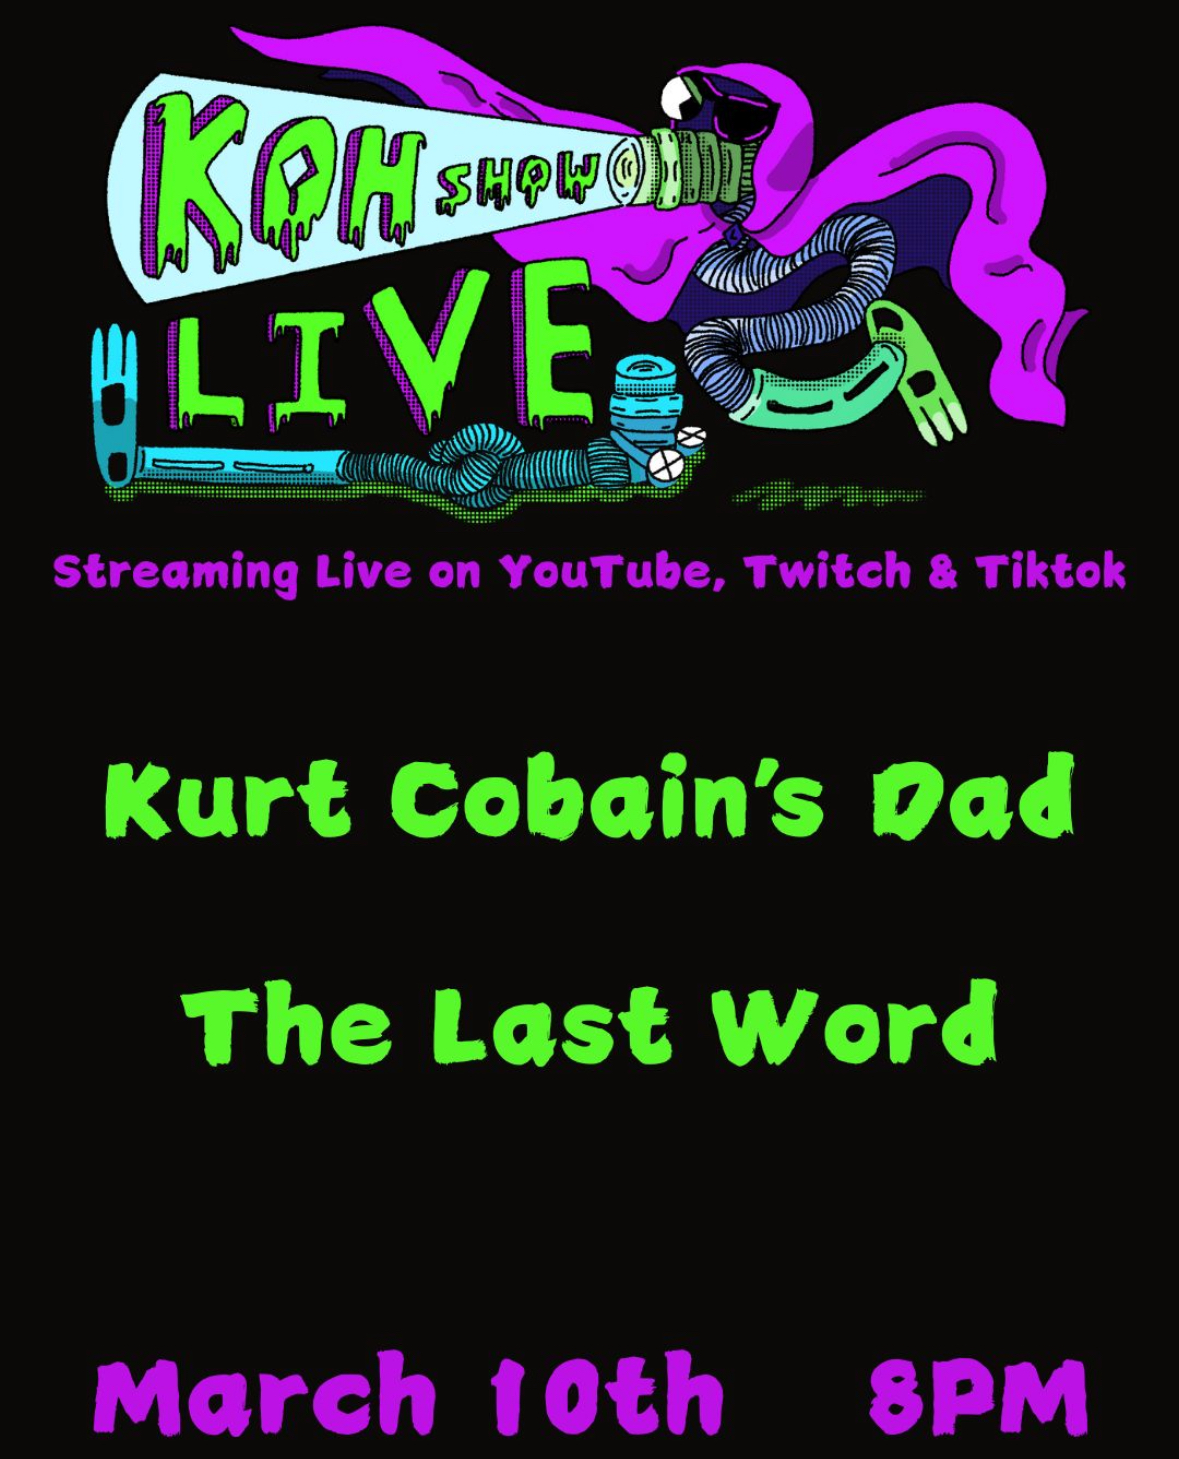 KOH SHOW
LIVE
Streaming Live on YouTube, Twitch & Tiktok
Kurt Cobain's Dad
The Last Word
March 10th 8PM